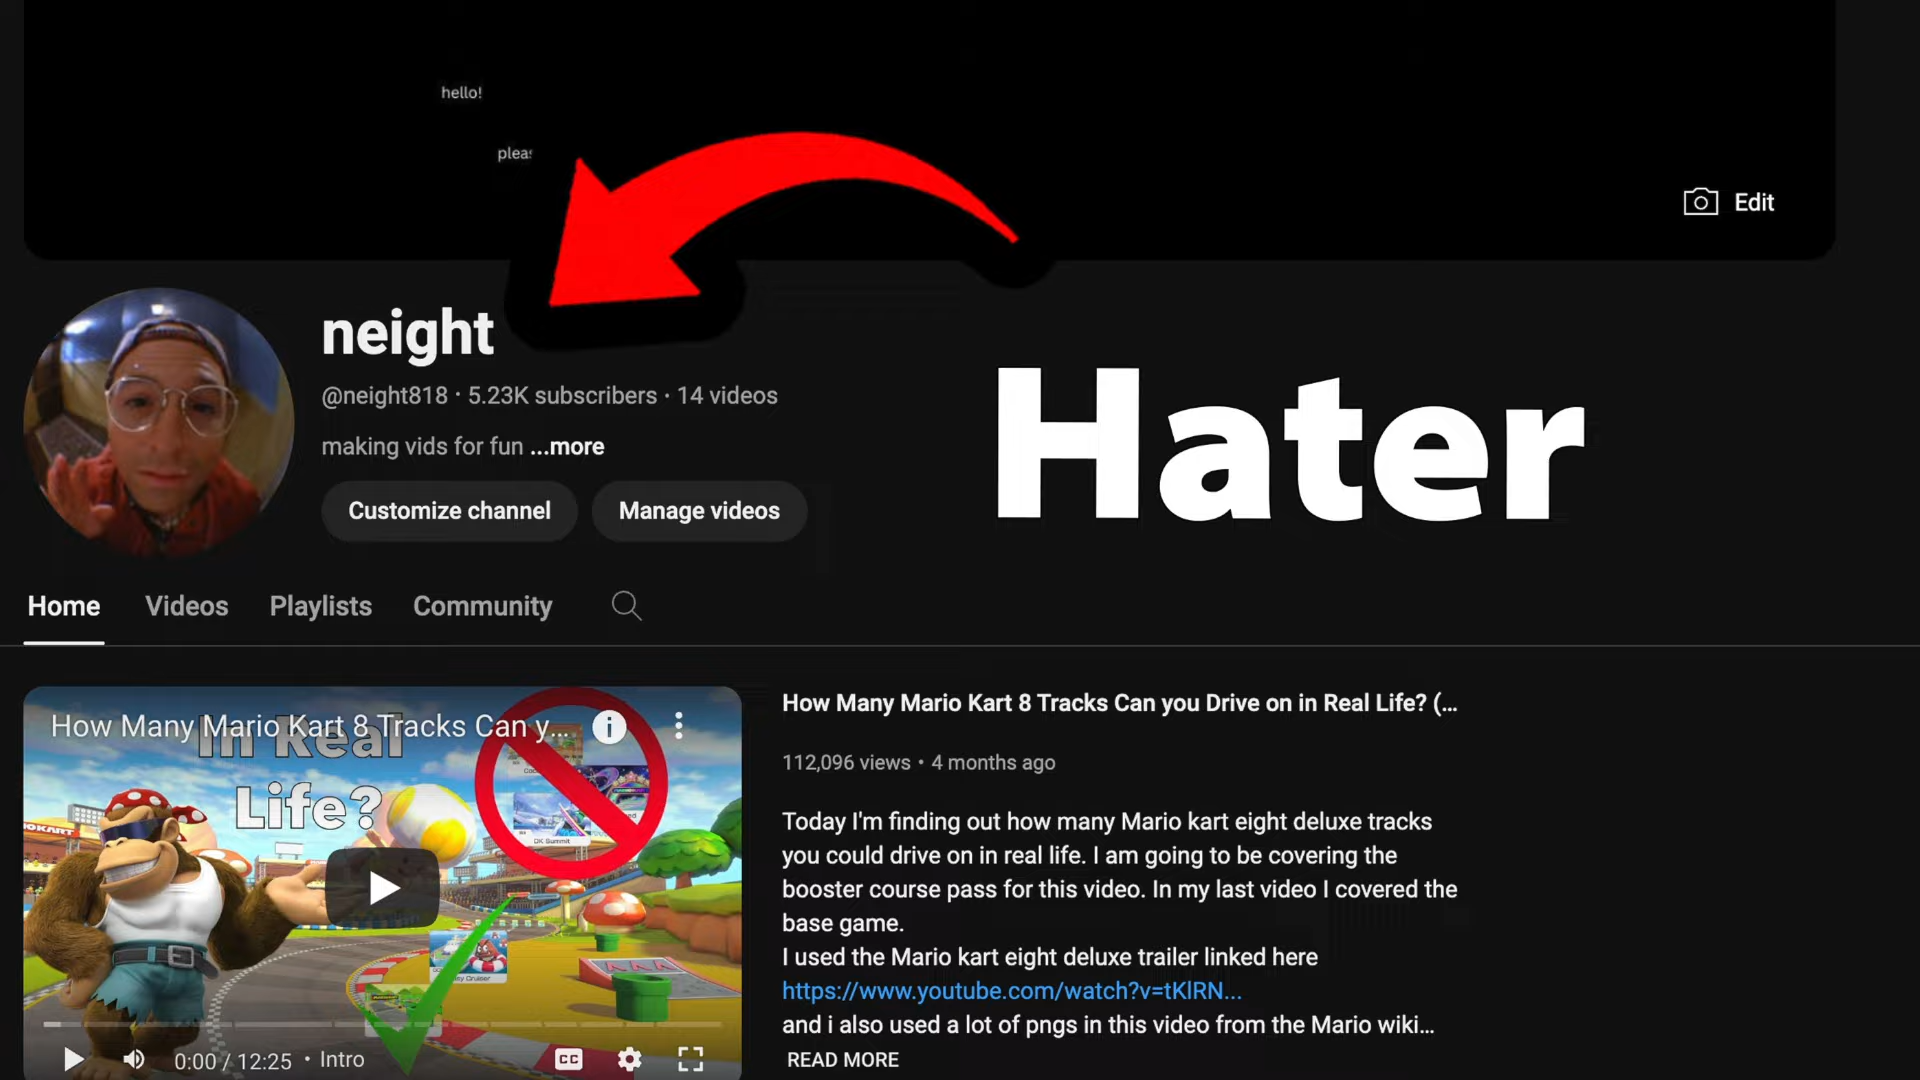 hello!
pleas
Edit
neight
@neight818 · 5.23K subscribers · 14 videos
making vids for fun ...more
Customize channel
Manage videos
Hater
Home
Videos
Playlists
Community
How Many Mario Kart 8 Tracks Can y...
In Real
Life?
DK Summit
0:00 / 12:25 • Intro
CC
How Many Mario Kart 8 Tracks Can you Drive on in Real Life? (...
112,096 views • 4 months ago
Today I'm finding out how many Mario kart eight deluxe tracks
you could drive on in real life. I am going to be covering the
booster course pass for this video. In my last video I covered the
base game.
I used the Mario kart eight deluxe trailer linked here
https://www.youtube.com/watch?v=tKlRN...
and i also used a lot of pngs in this video from the Mario wiki...
READ MORE